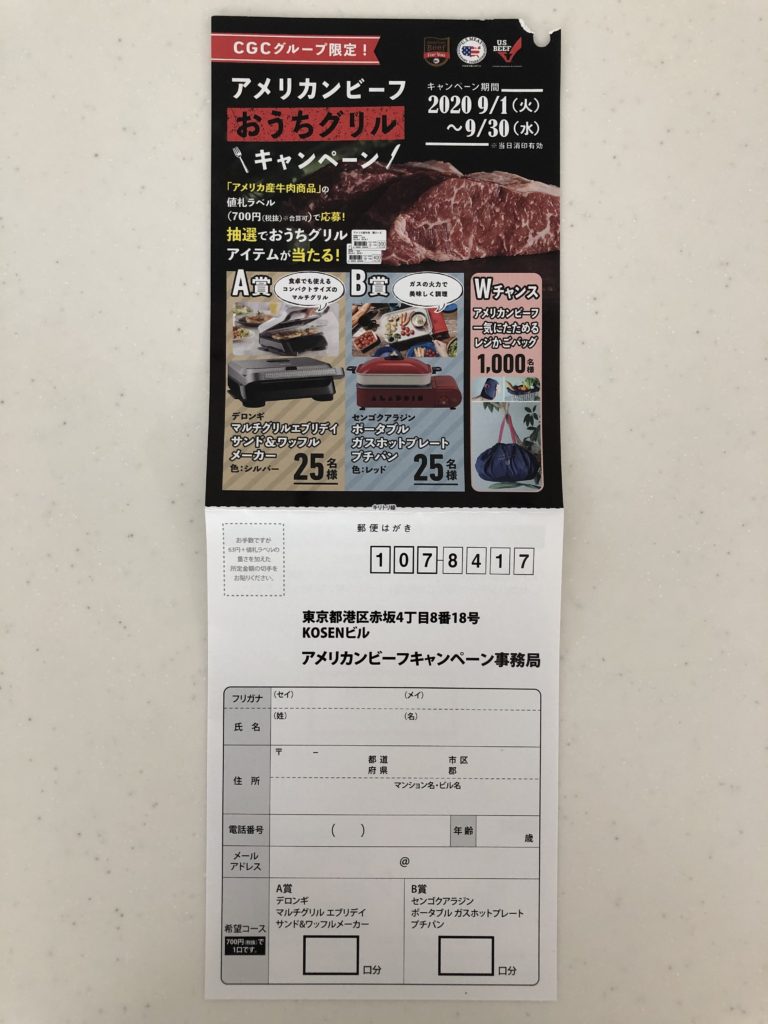 CGCグループ限定！
U.S. BEEF
アメリカンビーフ
おうちグリル
キャンペーン
キャンペーン期間
2020 9/1（火）
〜9/30（水）
※当日消印有効
「アメリカ産牛肉商品」の
値札ラベル
（700円（税抜）※合算可）で応募！
抽選でおうちグリル
アイテムが当たる！
A賞
食卓でも使える
コンパクトサイズの
マルチグリル
デロンギ
マルチグリルエブリデイ
サンド&ワッフル
メーカー
色：シルバー
25名様
B賞
ガスの火力で
美味しく調理
センゴクアラジン
ポータブル
ガスホットプレート
プチパン
色：レッド
25名様
Wチャンス
アメリカンビーフ
一気にたためる
レジかごバッグ
1,000名様
キリトリ線
お手数ですが
63円＋値札ラベルの
重さを加えた
所定金額の切手を
お貼りください。
郵便はがき
107-8417
東京都港区赤坂4丁目8番18号
KOSENビル
アメリカンビーフキャンペーン事務局
フリガナ （セイ） （メイ）
氏名 （姓） （名）
住所 〒 − 都道府県 市区郡
マンション名・ビル名
電話番号 （ ） 年齢 歳
メールアドレス @
希望コース
700円（税抜）で
1口です。
A賞
デロンギ
マルチグリル エブリデイ
サンド&ワッフルメーカー
口分
B賞
センゴクアラジン
ポータブル ガスホットプレート
プチパン
口分